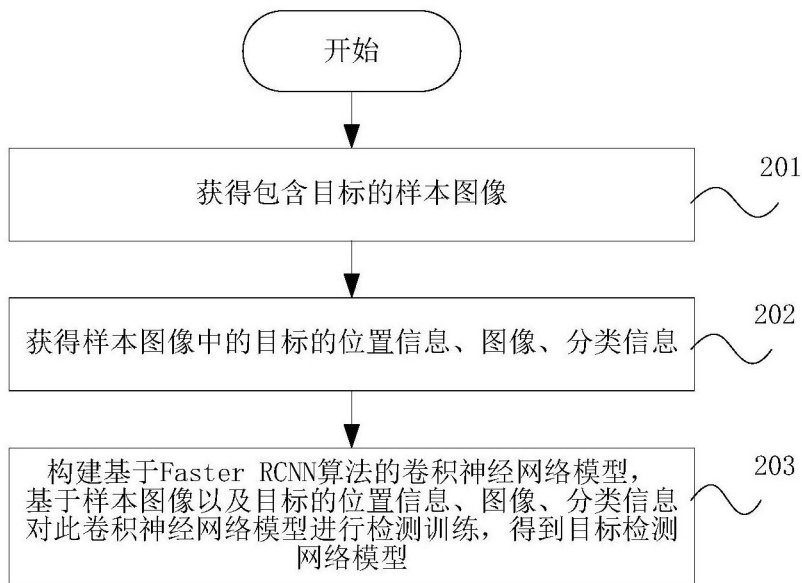 开始
获得包含目标的样本图像
201
获得样本图像中的目标的位置信息、图像、分类信息
202
构建基于Faster RCNN算法的卷积神经网络模型,
基于样本图像以及目标的位置信息、图像、分类信息
对此卷积神经网络模型进行检测训练, 得到目标检测
网络模型
203